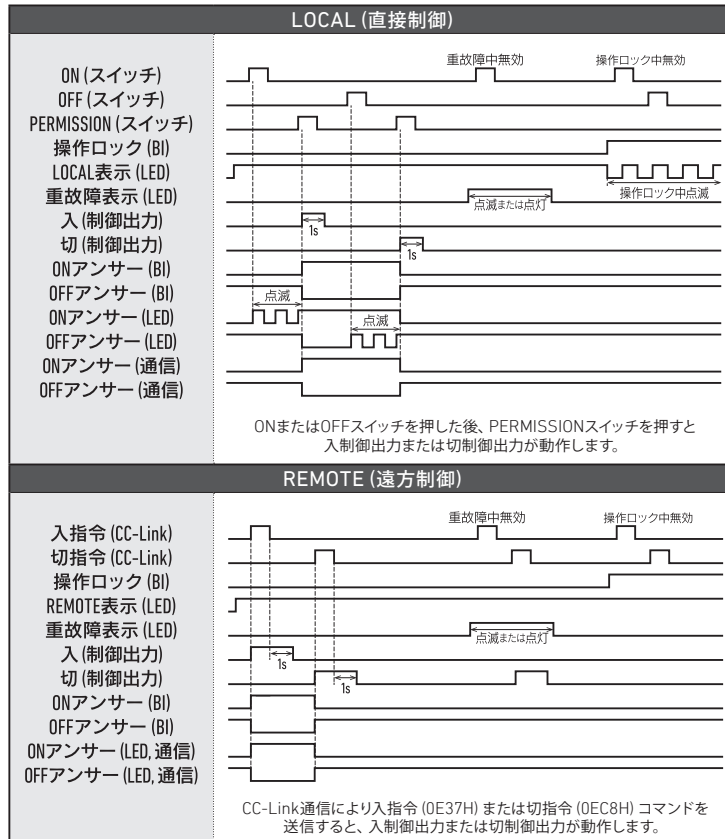 LOCAL (直接制御)
重故障中無効
操作ロック中無効
ON (スイッチ)
OFF (スイッチ)
PERMISSION (スイッチ)
操作ロック (BI)
LOCAL表示 (LED)
操作ロック中点滅
重故障表示 (LED)
点滅または点灯
入 (制御出力)
1s
切 (制御出力)
1s
ONアンサー (BI)
OFFアンサー (BI)
点滅
ONアンサー (LED)
点滅
OFFアンサー (LED)
ONアンサー (通信)
OFFアンサー (通信)
ONまたはOFFスイッチを押した後、PERMISSIONスイッチを押すと
入制御出力または切制御出力が動作します。
REMOTE (遠方制御)
重故障中無効
操作ロック中無効
入指令 (CC-Link)
切指令 (CC-Link)
操作ロック (BI)
REMOTE表示 (LED)
重故障表示 (LED)
点滅または点灯
入 (制御出力)
1s
切 (制御出力)
1s
ONアンサー (BI)
OFFアンサー (BI)
ONアンサー (LED, 通信)
OFFアンサー (LED, 通信)
CC-Link通信により入指令 (0E37H) または切指令 (0EC8H) コマンドを
送信すると、入制御出力または切制御出力が動作します。